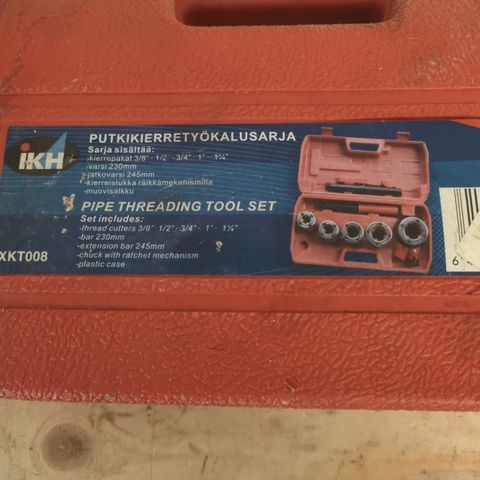 IKH
PUTKIKIERRETYÖKALUSARJA
Sarja sisältää:
-kierrepakat 3/8" - 1/2" - 3/4" - 1" - 1¼"
-varsi 230mm
-jatkovarsi 245mm
-kierreistukka räikkämekanismilla
-muovisalkku
PIPE THREADING TOOL SET
Set includes:
-thread cutters 3/8" 1/2" - 3/4" - 1" - 1¼"
-bar 230mm
-extension bar 245mm
-chuck with ratchet mechanism
-plastic case
XKT008
6